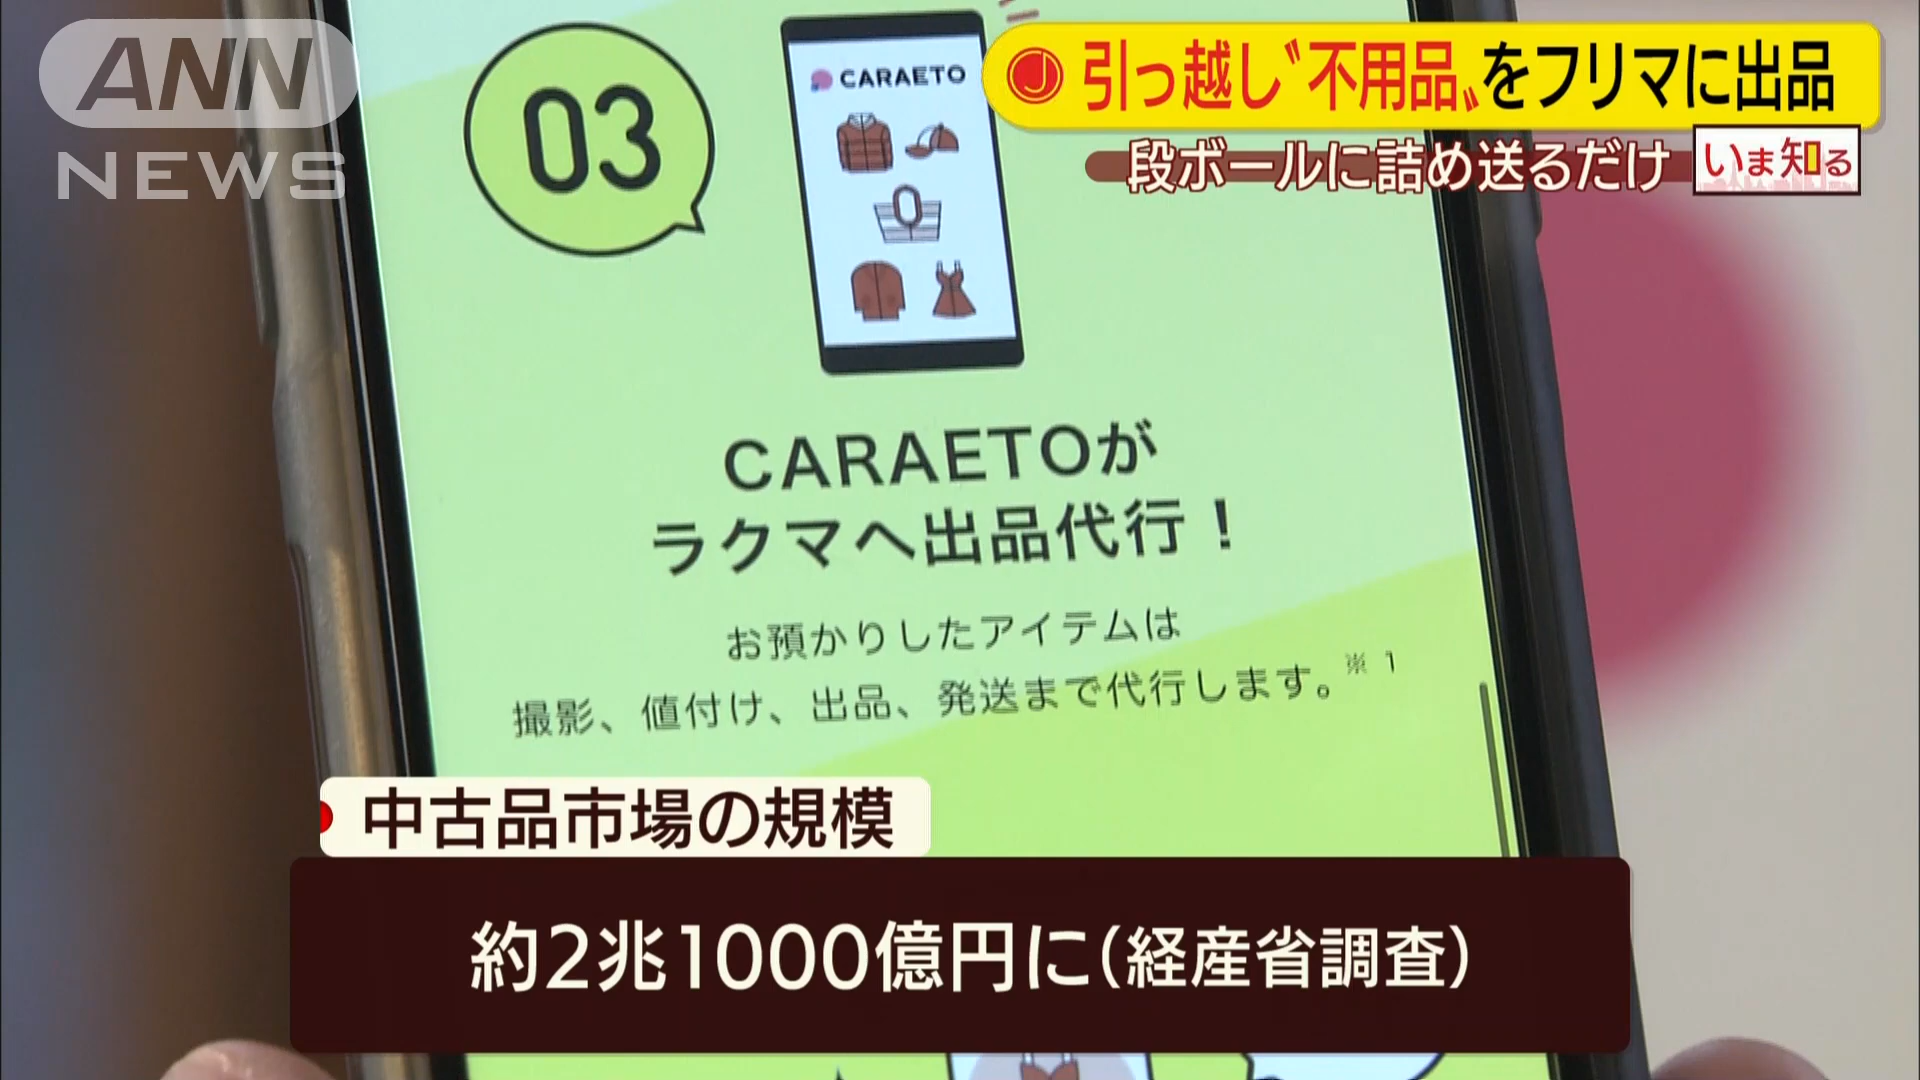 ANN
NEWS
引っ越し〝不用品〟をフリマに出品
段ボールに詰め送るだけ
いま知る
03
CARAETO
CARAETOが
ラクマへ出品代行！
お預かりしたアイテムは
撮影、値付け、出品、発送まで代行します。※1
中古品市場の規模
約2兆1000億円に(経産省調査)